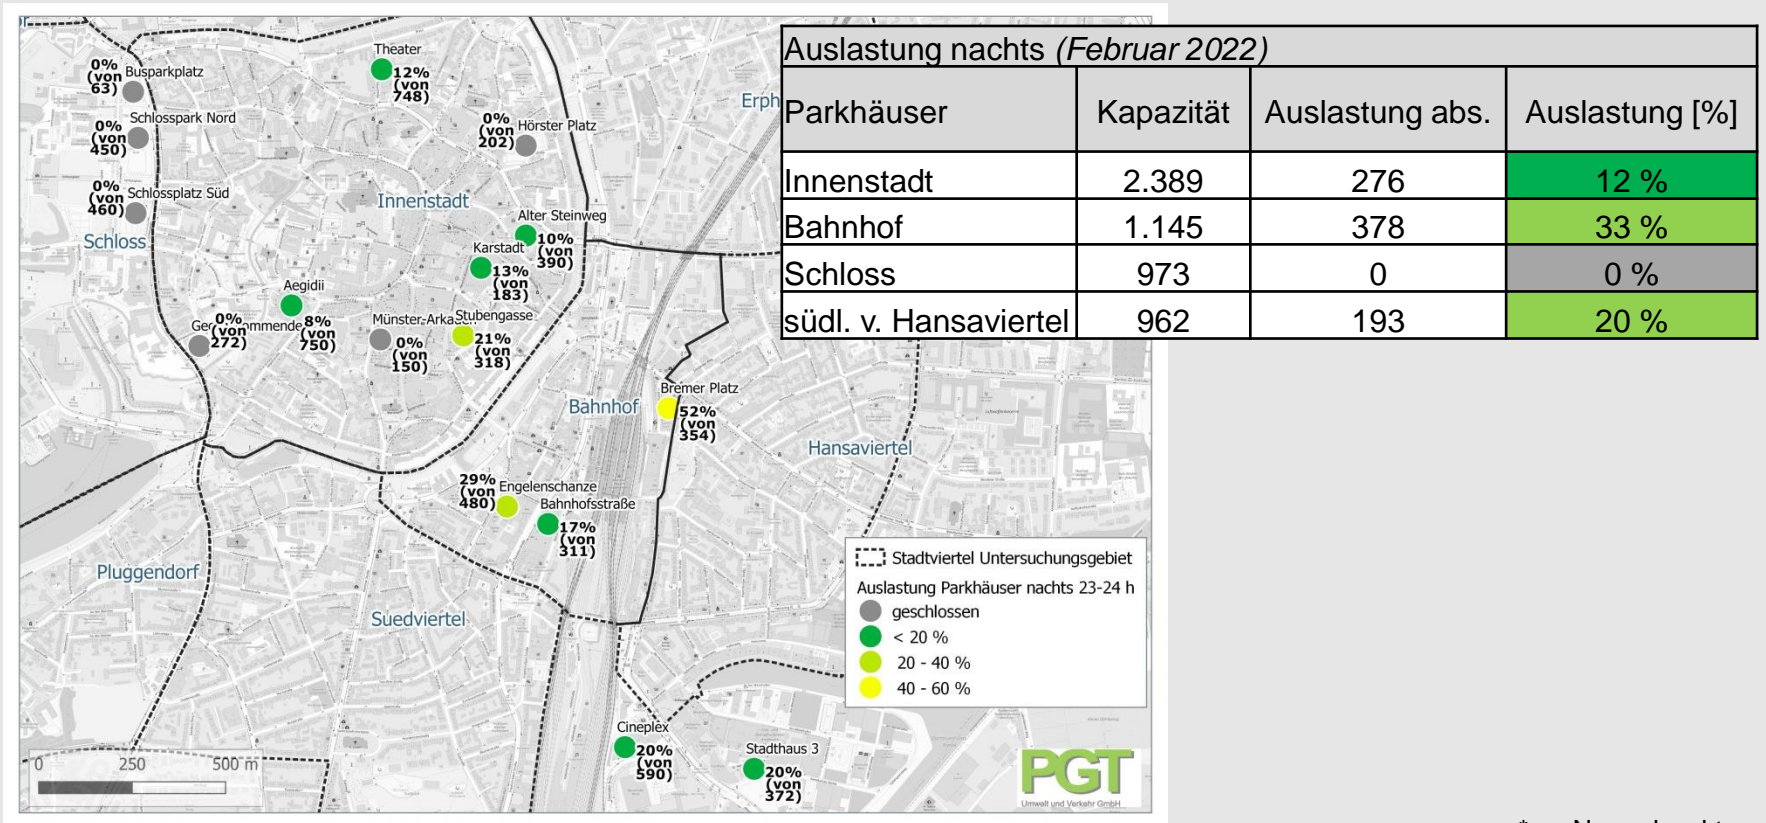 Auslastung nachts (Februar 2022)
Parkhäuser Kapazität Auslastung abs. Auslastung [%]
Innenstadt 2.389 276 12 %
Bahnhof 1.145 378 33 %
Schloss 973 0 0 %
südl. v. Hansaviertel 962 193 20 %
Theater
12%
(von
748)
0%
(von
63)
Busparkplatz
Schlosspark Nord
0%
(von
450)
0%
(von
202)
Hörster Platz
Erph
0%
(von
460)
Schlossplatz Süd
Innenstadt
Schloss
Alter Steinweg
10%
(von
390)
Karstadt
13%
(von
183)
Aegidii
8%
(von
750)
0%
(von
272)
Münster-Arkaden
0%
(von
150)
Stubengasse
21%
(von
318)
Bremer Platz
52%
(von
354)
Bahnhof
Hansaviertel
29%
(von
480)
Engelenschanze
Bahnhofsstraße
17%
(von
311)
Pluggendorf
Suedviertel
Stadtviertel Untersuchungsgebiet
Auslastung Parkhäuser nachts 23-24 h
geschlossen
< 20 %
20 - 40 %
40 - 60 %
Cineplex
20%
(von
590)
Stadthaus 3
20%
(von
372)
0 250 500 m
PGT
Umwelt und Verkehr GmbH